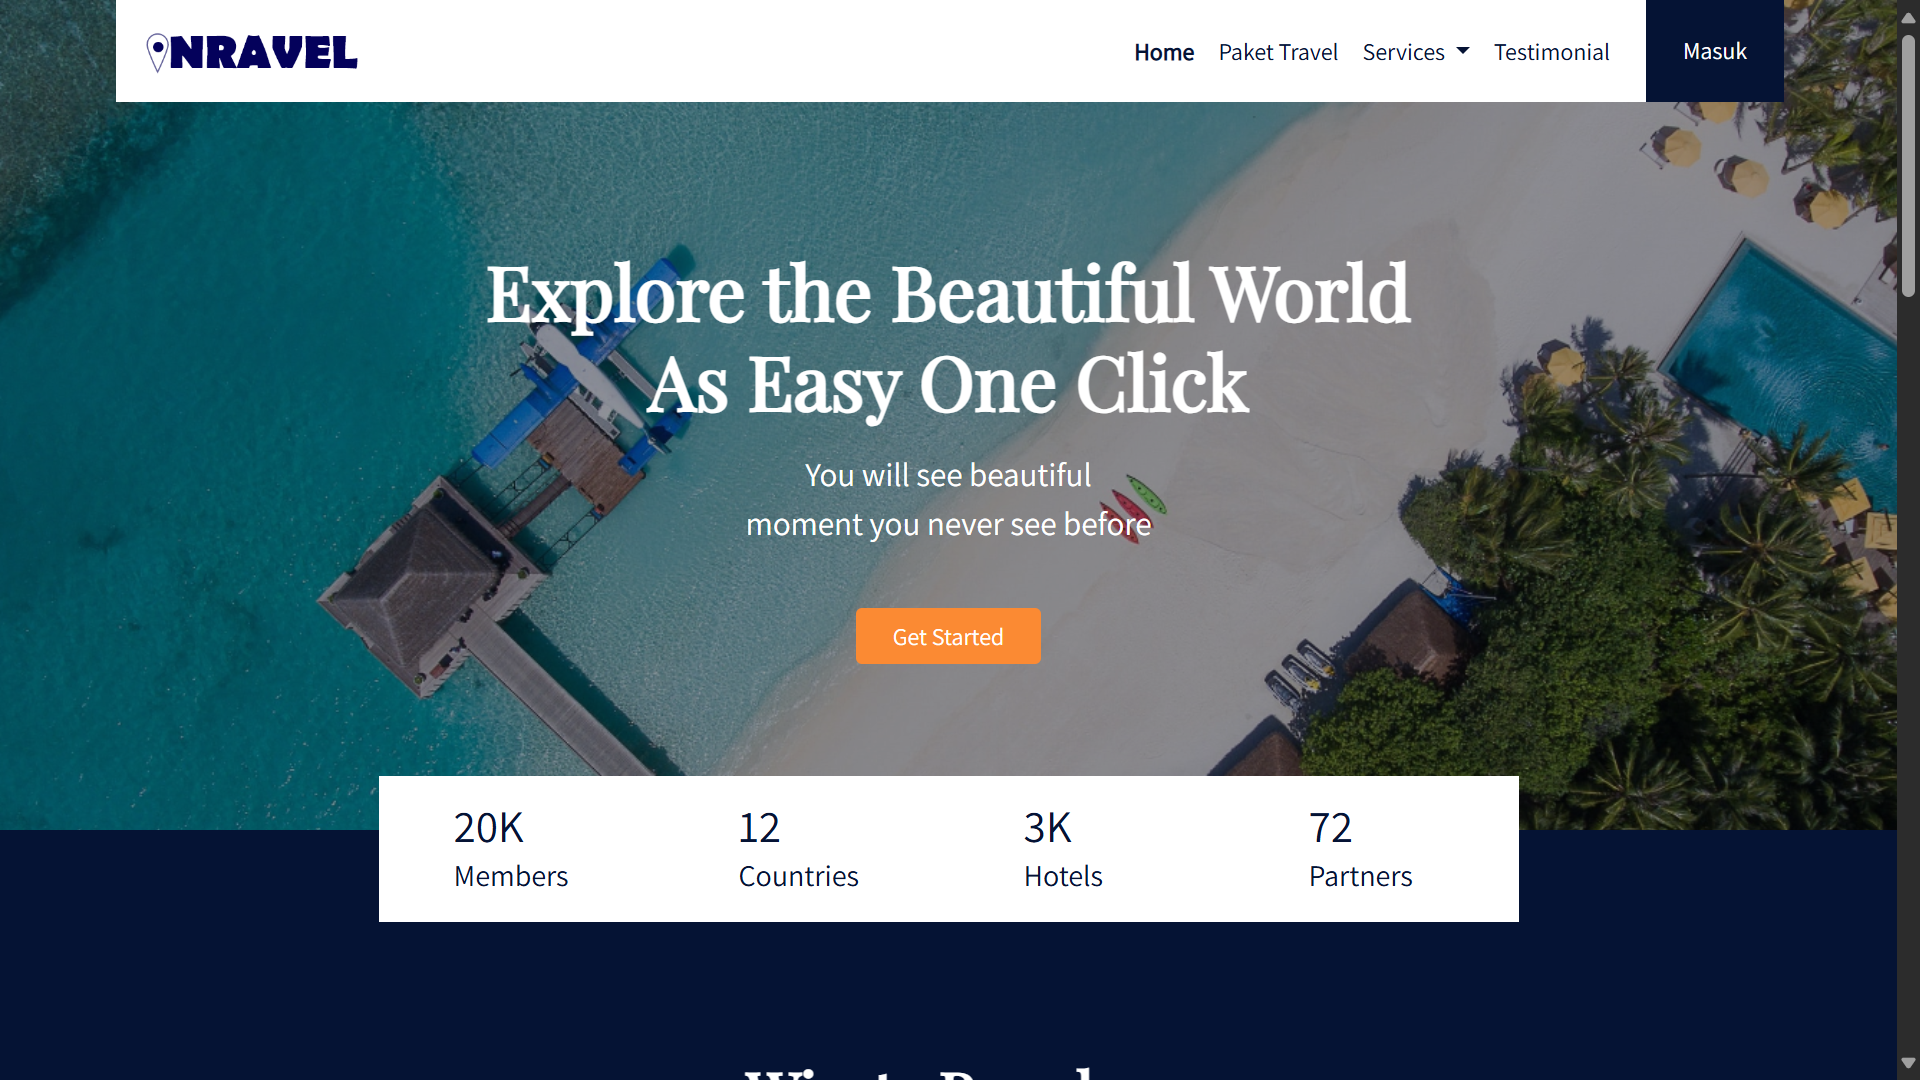 NRAVEL
Home Paket Travel Services Testimonial Masuk
Explore the Beautiful World
As Easy One Click
You will see beautiful
moment you never see before
Get Started
20K 12 3K 72
Members Countries Hotels Partners